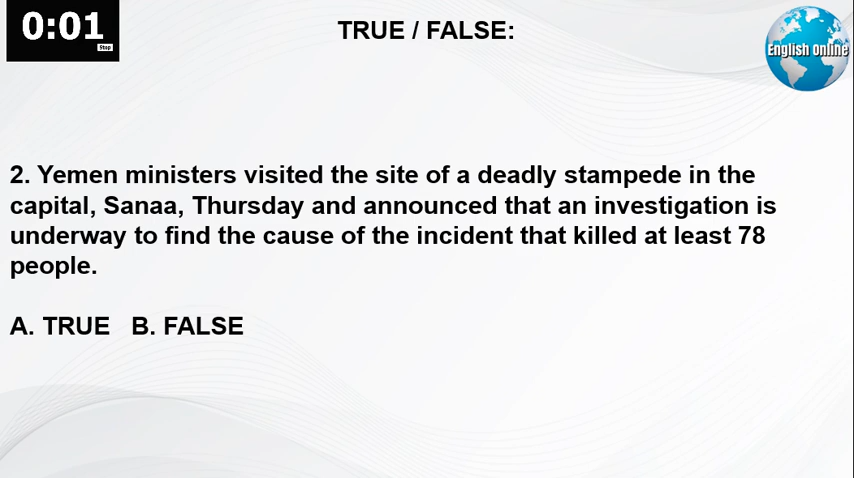 0:01
Stop
TRUE / FALSE:
English Online
2. Yemen ministers visited the site of a deadly stampede in the
capital, Sanaa, Thursday and announced that an investigation is
underway to find the cause of the incident that killed at least 78
people.
A. TRUE B. FALSE